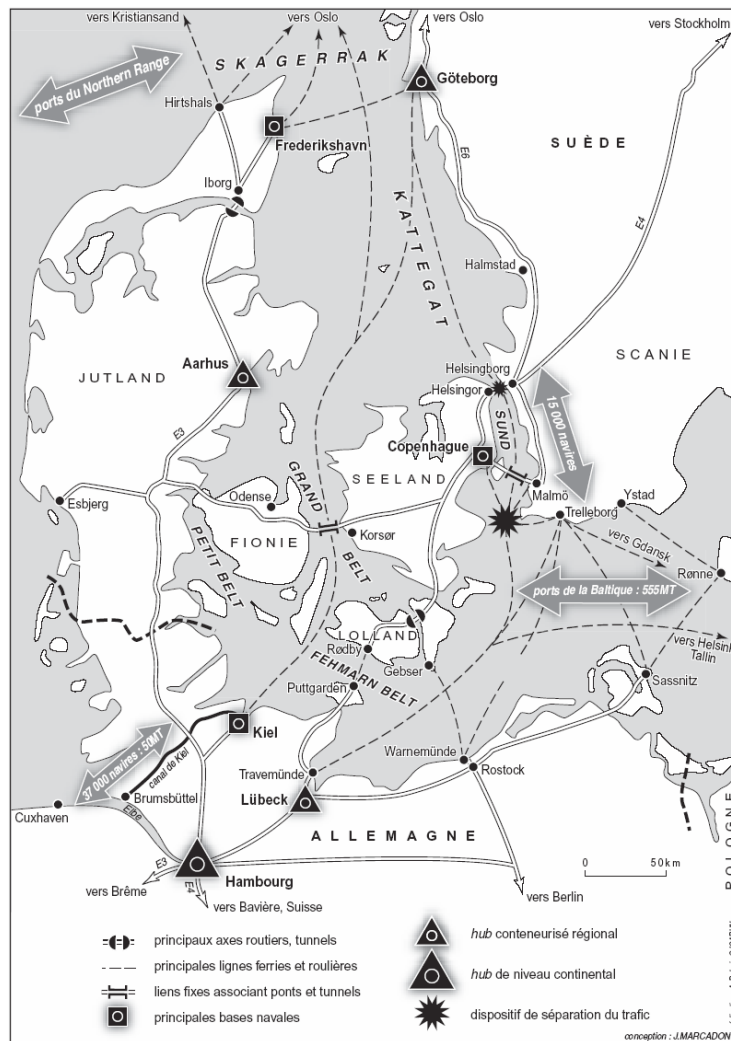 vers Kristiansand
vers Oslo
vers Oslo
vers Stockholm
SKAGERRAK
ports du Northern Range
Göteborg
Hirtshals
Frederikshavn
E6
SUÈDE
Iborg
KATTEGAT
E4
Halmstad
SCANIE
Aarhus
JUTLAND
Helsingborg
Helsingor
SUND
15 000 navires
E3
Copenhague
GRAND BELT
SEELAND
Malmö
Esbjerg
Odense
Korsør
Trelleborg
Ystad
FIONIE
PETIT BELT
vers Gdansk
Rønne
ports de la Baltique : 555MT
LOLLAND
Rødby
Gebser
vers Helsink
Tallin
FEHMARN BELT
Puttgarden
Sassnitz
Kiel
37 000 navires : 50MT
canal de Kiel
Travemünde
Warnemünde
Rostock
Brumsbüttel
Lübeck
Cuxhaven
Elbe
ALLEMAGNE
POLOGNE
0 50 km
E3
Hambourg
vers Brême
E4
vers Bavière, Suisse
vers Berlin
principaux axes routiers, tunnels
hub conteneurisé régional
principales lignes ferries et roulières
hub de niveau continental
liens fixes associant ponts et tunnels
principales bases navales
dispositif de séparation du trafic
conception : J.MARCADON